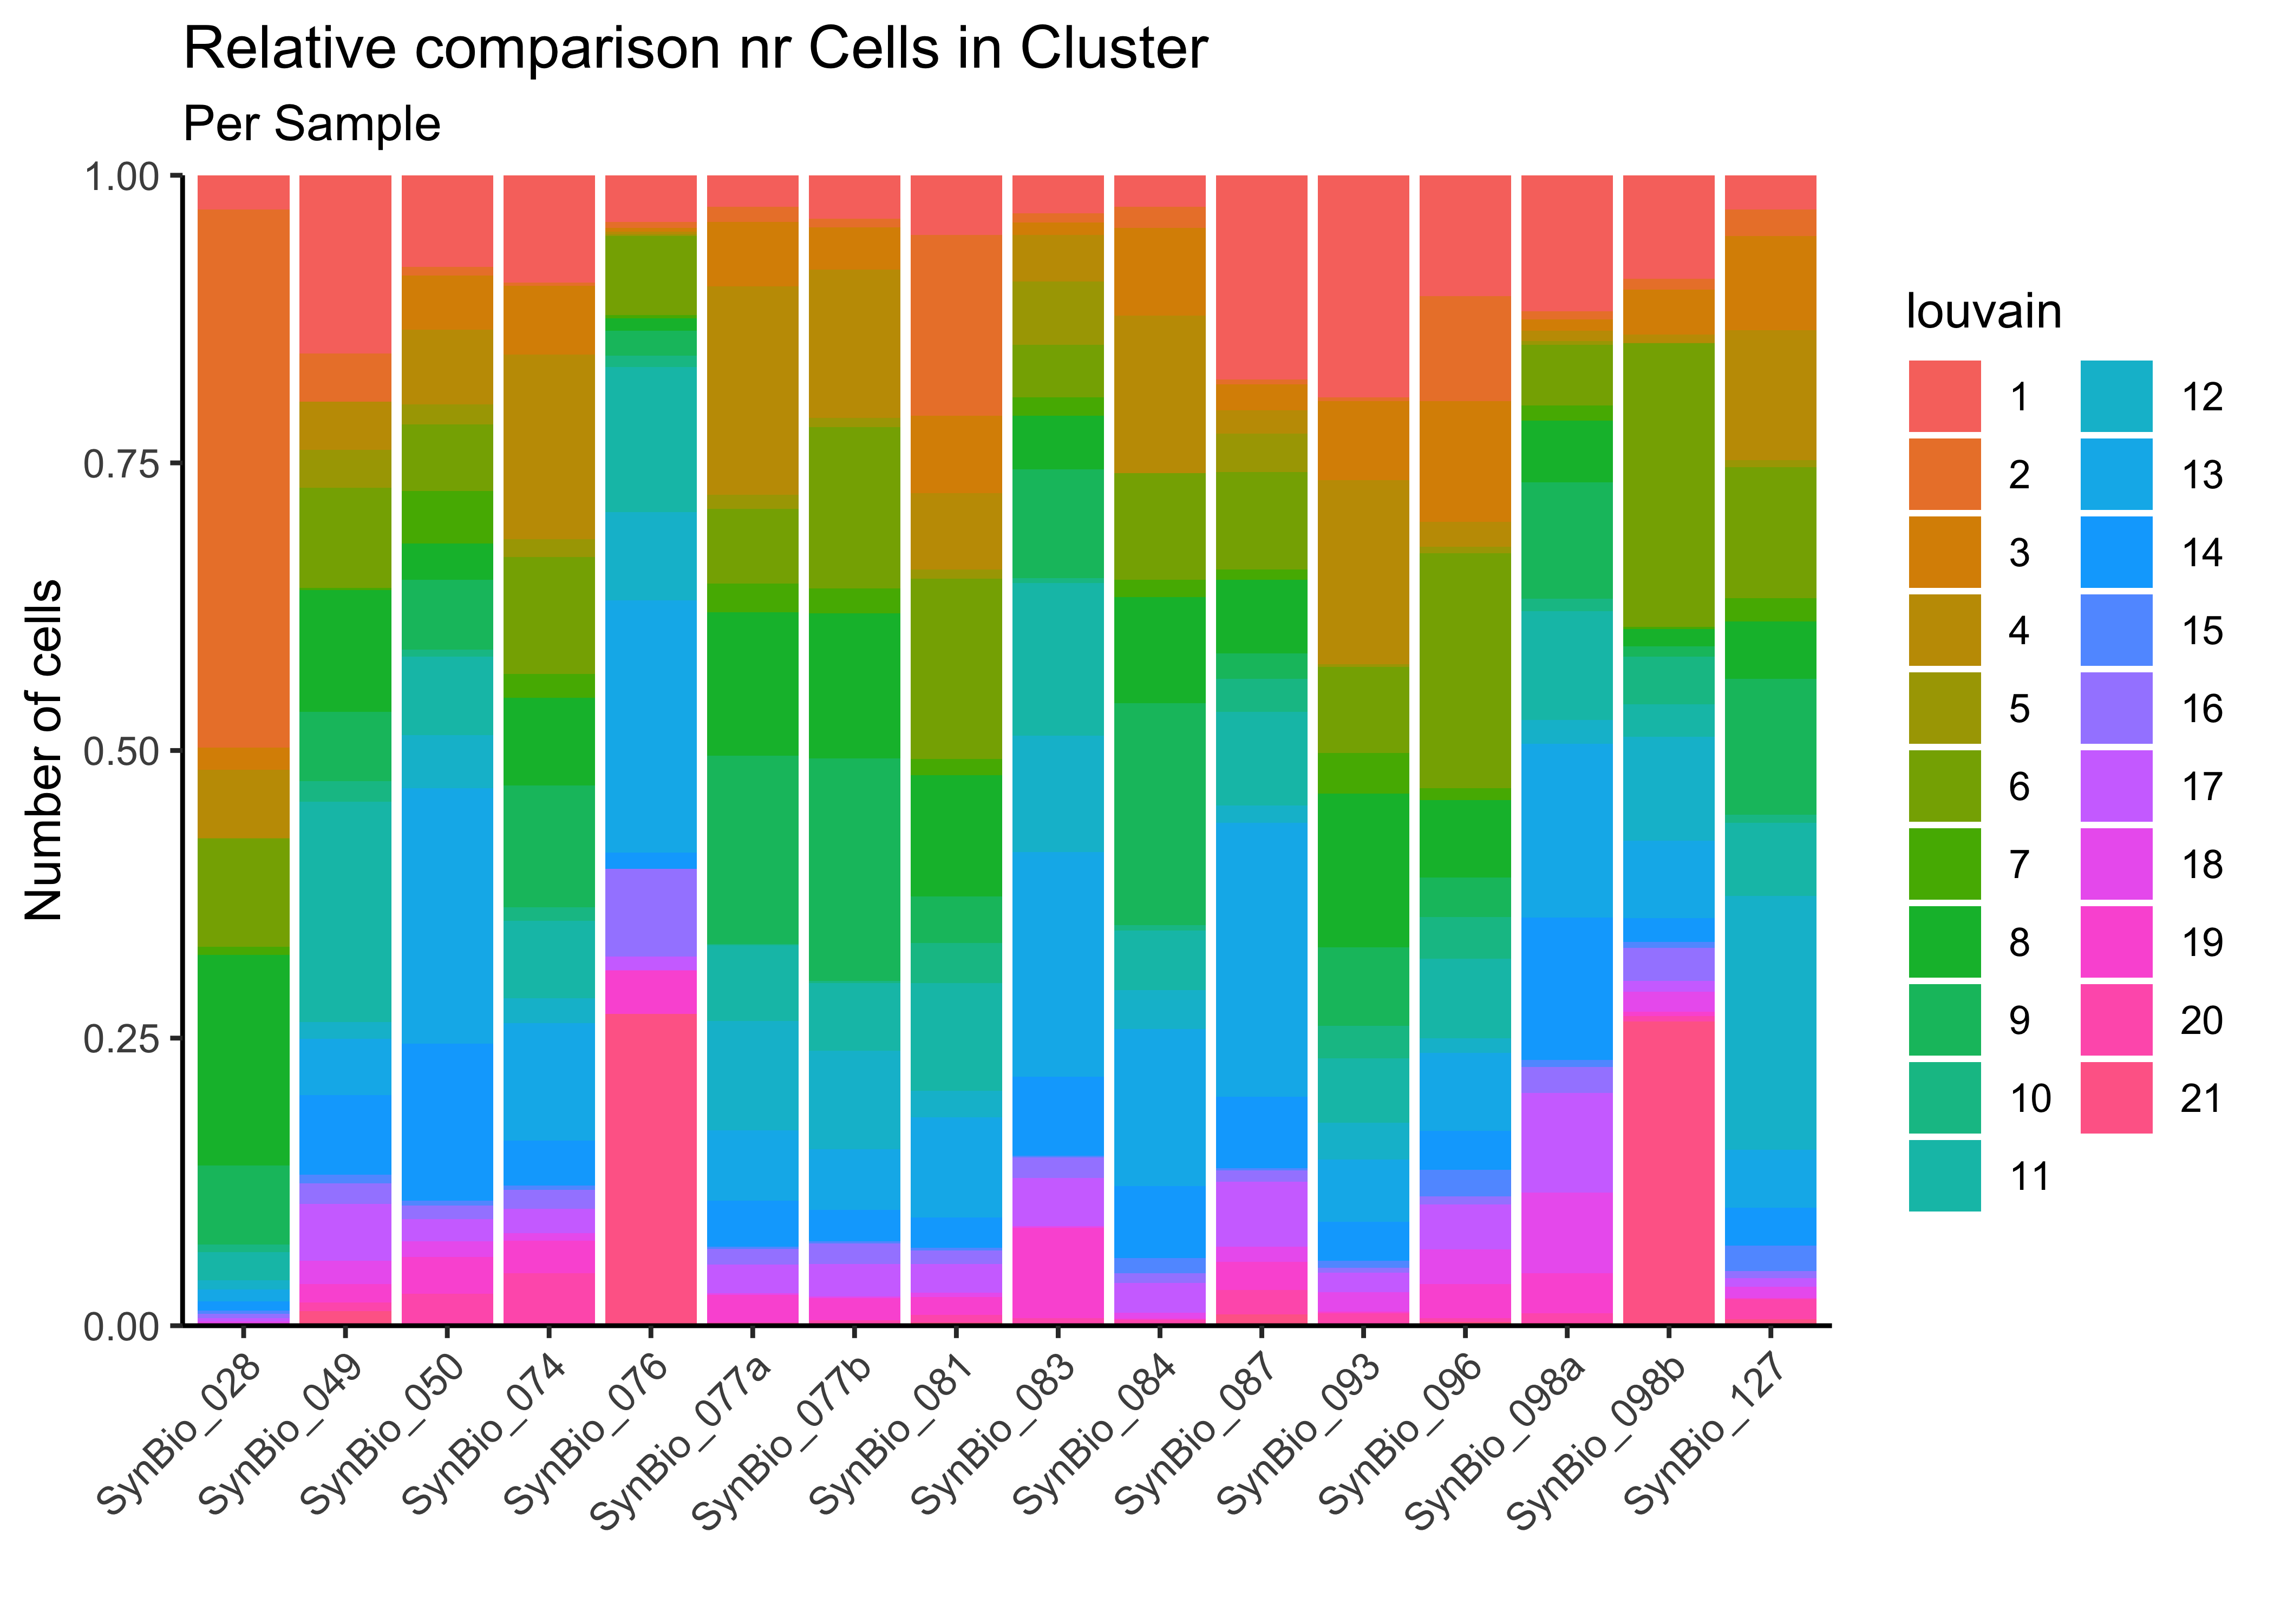 Relative comparison nr Cells in Cluster
Per Sample
Number of cells
1.00
0.75
0.50
0.25
0.00
SynBio_028
SynBio_049
SynBio_050
SynBio_074
SynBio_076
SynBio_077a
SynBio_077b
SynBio_081
SynBio_083
SynBio_084
SynBio_087
SynBio_093
SynBio_096
SynBio_098a
SynBio_098b
SynBio_127
louvain
1
2
3
4
5
6
7
8
9
10
11
12
13
14
15
16
17
18
19
20
21